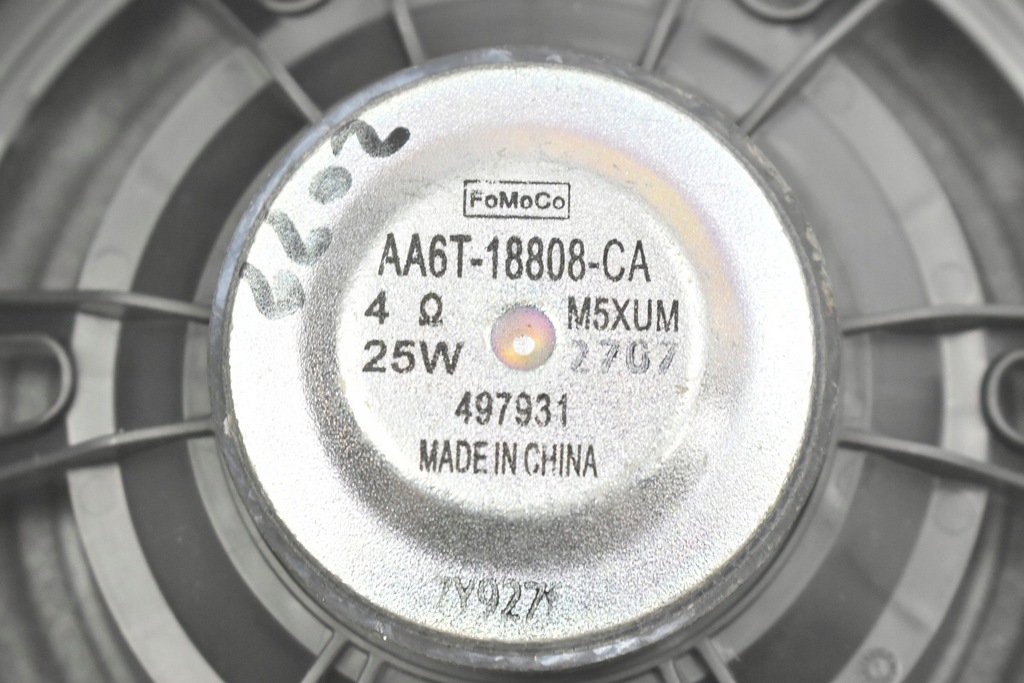 FoMoCo
AA6T-18808-CA
4 Ω M5XUM
25W 2707
497931
MADE IN CHINA